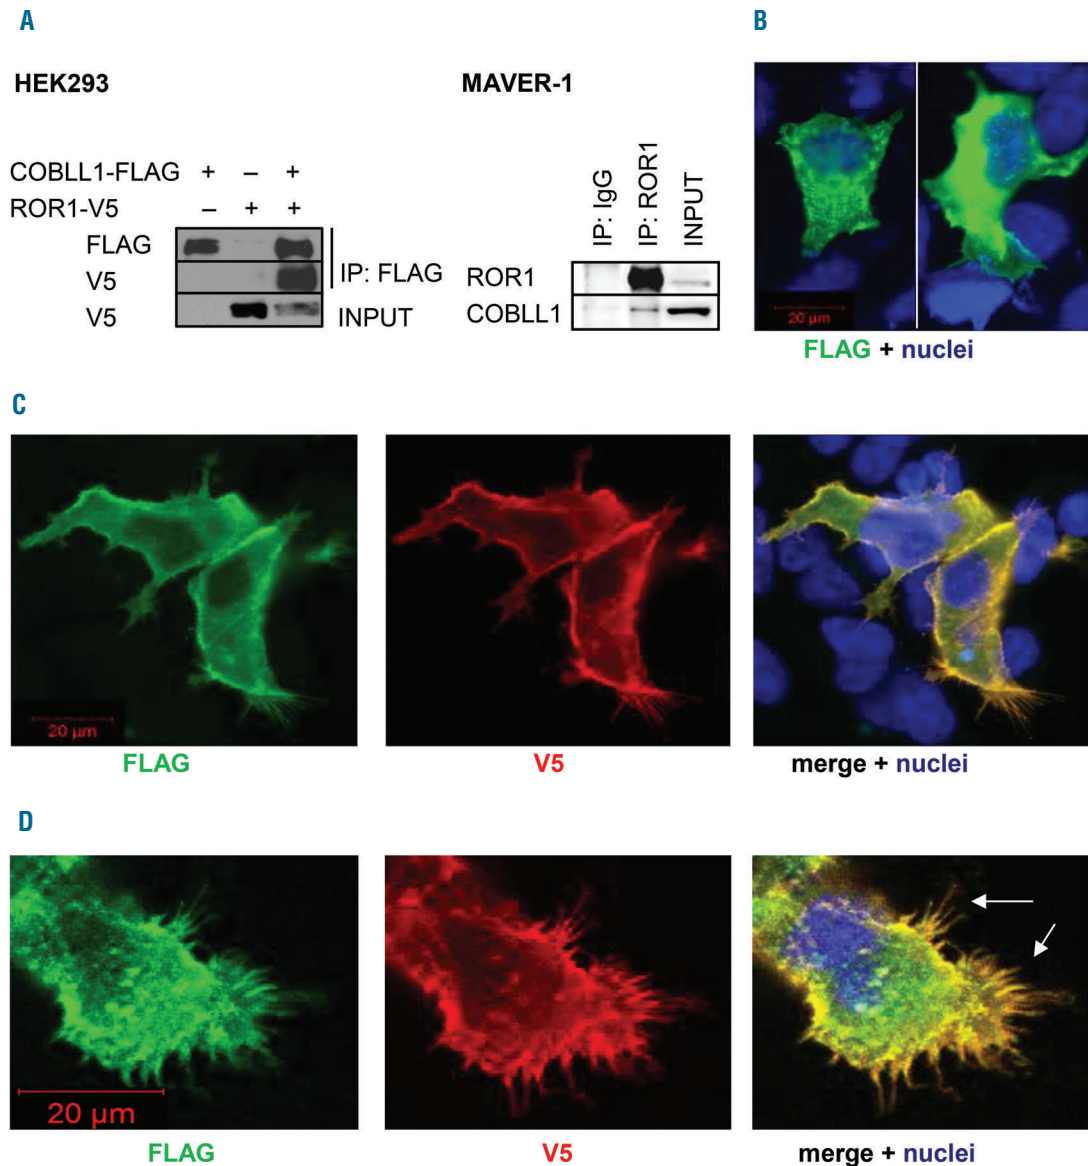 A
HEK293
COBLL1-FLAG + – +
ROR1-V5 – + +
FLAG
V5
IP: FLAG
V5
INPUT
MAVER-1
IP: IgG
IP: ROR1
INPUT
ROR1
COBLL1
B
20 µm
FLAG + nuclei
C
20 µm
FLAG
V5
merge + nuclei
D
20 µm
FLAG
V5
merge + nuclei